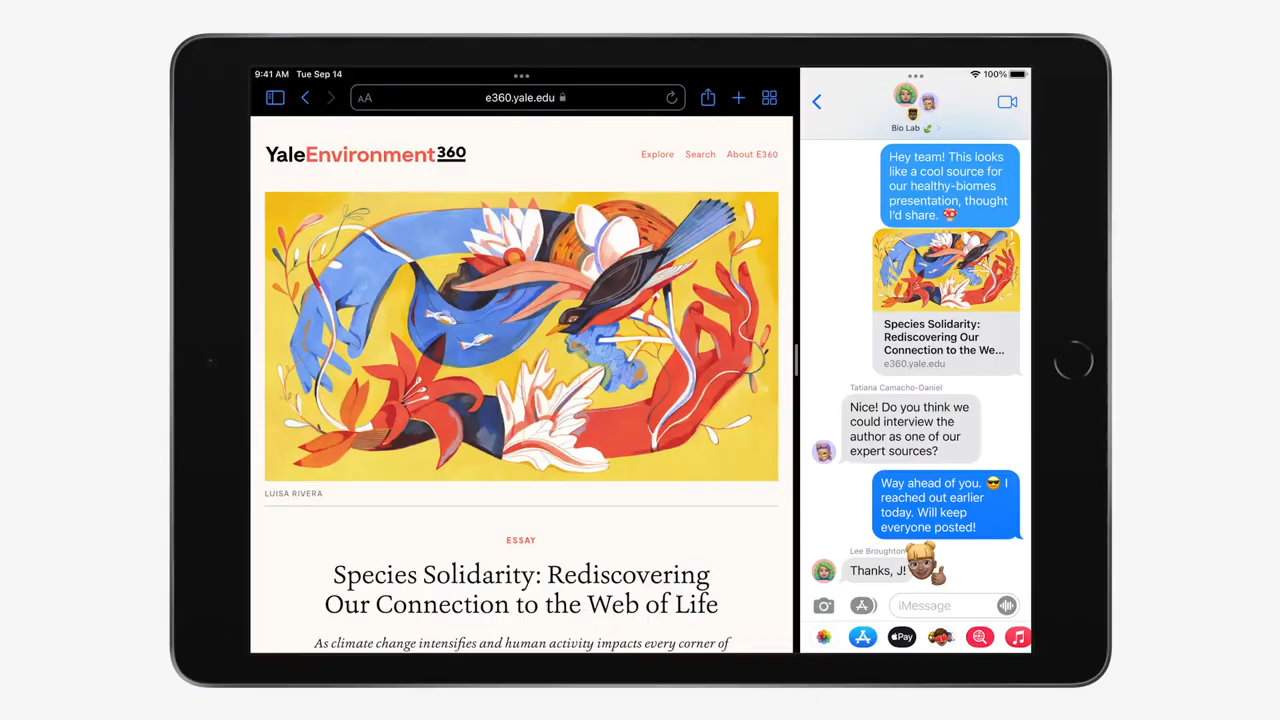 9:41 AM Tue Sep 14
100%
AA
e360.yale.edu
YaleEnvironment360
Explore Search About E360
LUISA RIVERA
ESSAY
Species Solidarity: Rediscovering
Our Connection to the Web of Life
As climate change intensifies and human activity impacts every corner of
Bio Lab
Hey team! This looks
like a cool source for
our healthy-biomes
presentation, thought
I'd share. 🍄
Species Solidarity:
Rediscovering Our
Connection to the We...
e360.yale.edu
Tatiana Camacho-Daniel
Nice! Do you think we
could interview the
author as one of our
expert sources?
Way ahead of you. 😎 I
reached out earlier
today. Will keep
everyone posted!
Lee Broughton
Thanks, J!
iMessage
Pay